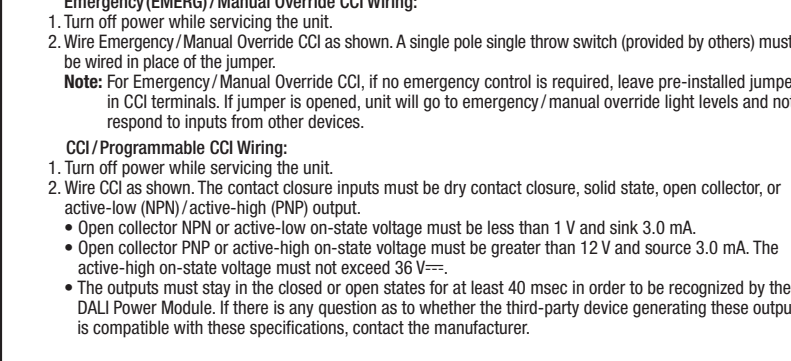 Emergency (EMERG) / Manual Override CCI Wiring:
1. Turn off power while servicing the unit.
2. Wire Emergency / Manual Override CCI as shown. A single pole single throw switch (provided by others) must
be wired in place of the jumper.
Note: For Emergency / Manual Override CCI, if no emergency control is required, leave pre-installed jumpe
in CCI terminals. If jumper is opened, unit will go to emergency / manual override light levels and not
respond to inputs from other devices.
CCI / Programmable CCI Wiring:
1. Turn off power while servicing the unit.
2. Wire CCI as shown. The contact closure inputs must be dry contact closure, solid state, open collector, or
active-low (NPN) / active-high (PNP) output.
• Open collector NPN or active-low on-state voltage must be less than 1 V and sink 3.0 mA.
• Open collector PNP or active-high on-state voltage must be greater than 12 V and source 3.0 mA. The
active-high on-state voltage must not exceed 36 V⎓.
• The outputs must stay in the closed or open states for at least 40 msec in order to be recognized by the
DALI Power Module. If there is any question as to whether the third-party device generating these outpu
is compatible with these specifications, contact the manufacturer.